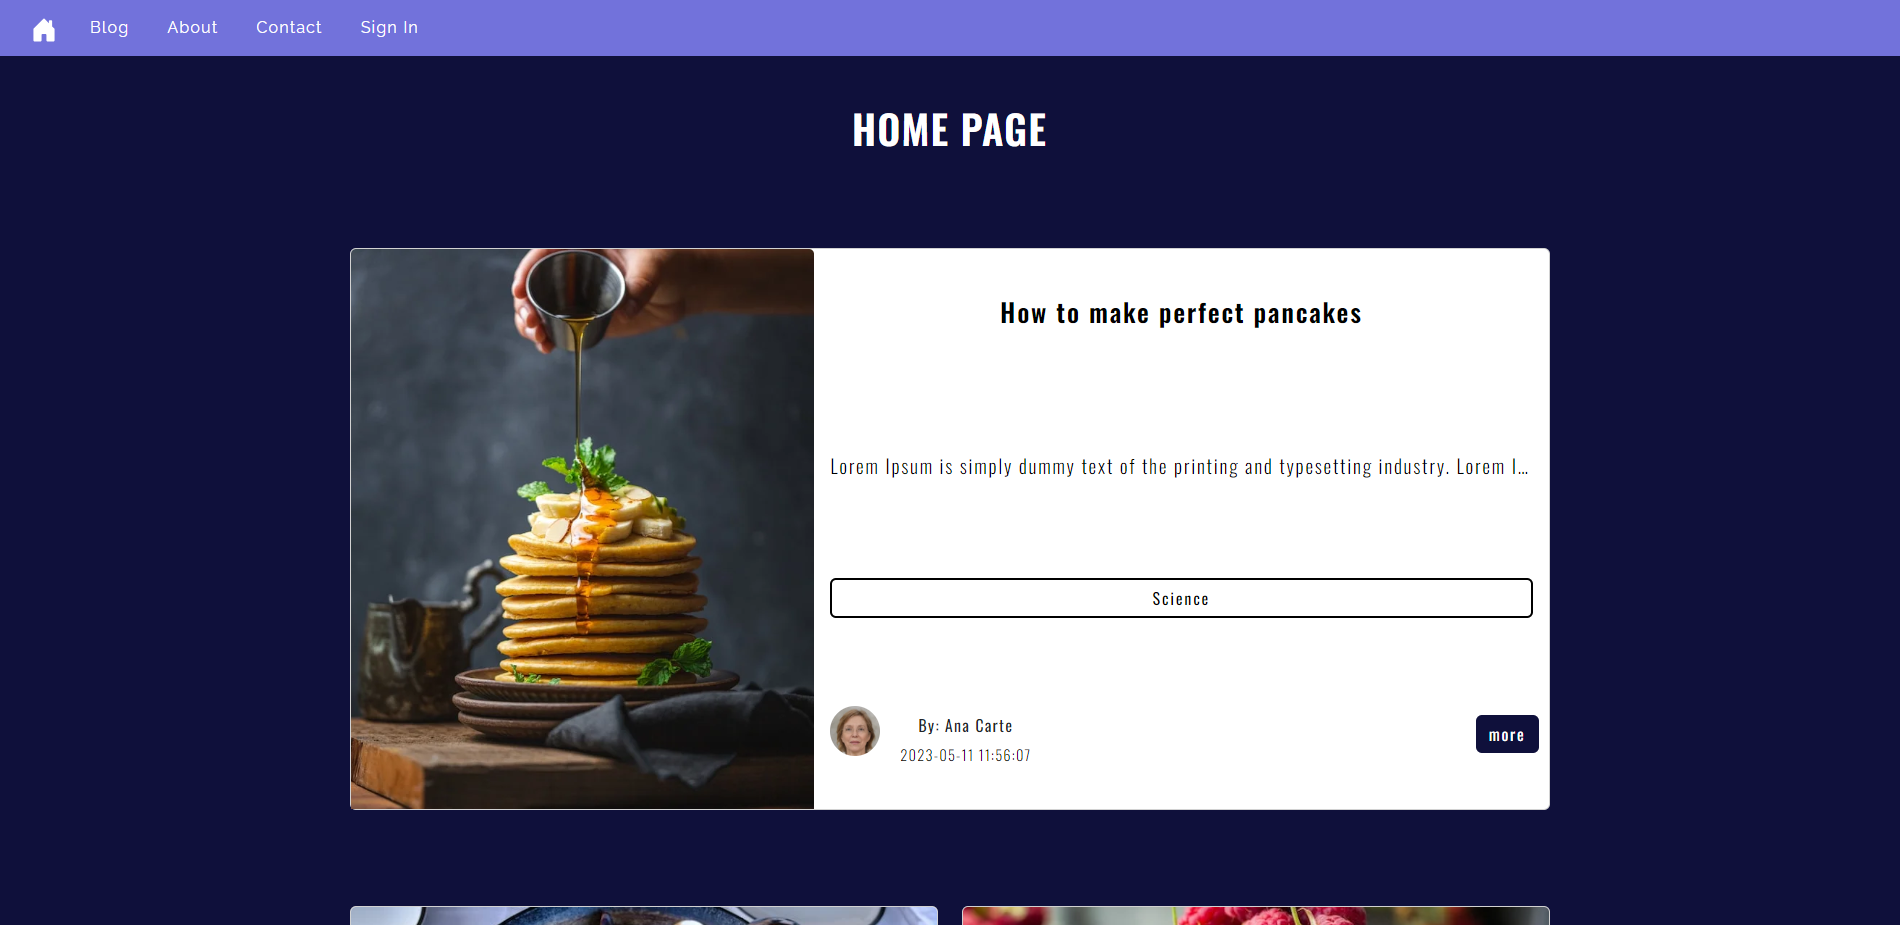 Blog About Contact Sign In
HOME PAGE
How to make perfect pancakes
Lorem Ipsum is simply dummy text of the printing and typesetting industry. Lorem I...
Science
By: Ana Carte
2023-05-11 11:56:07
more